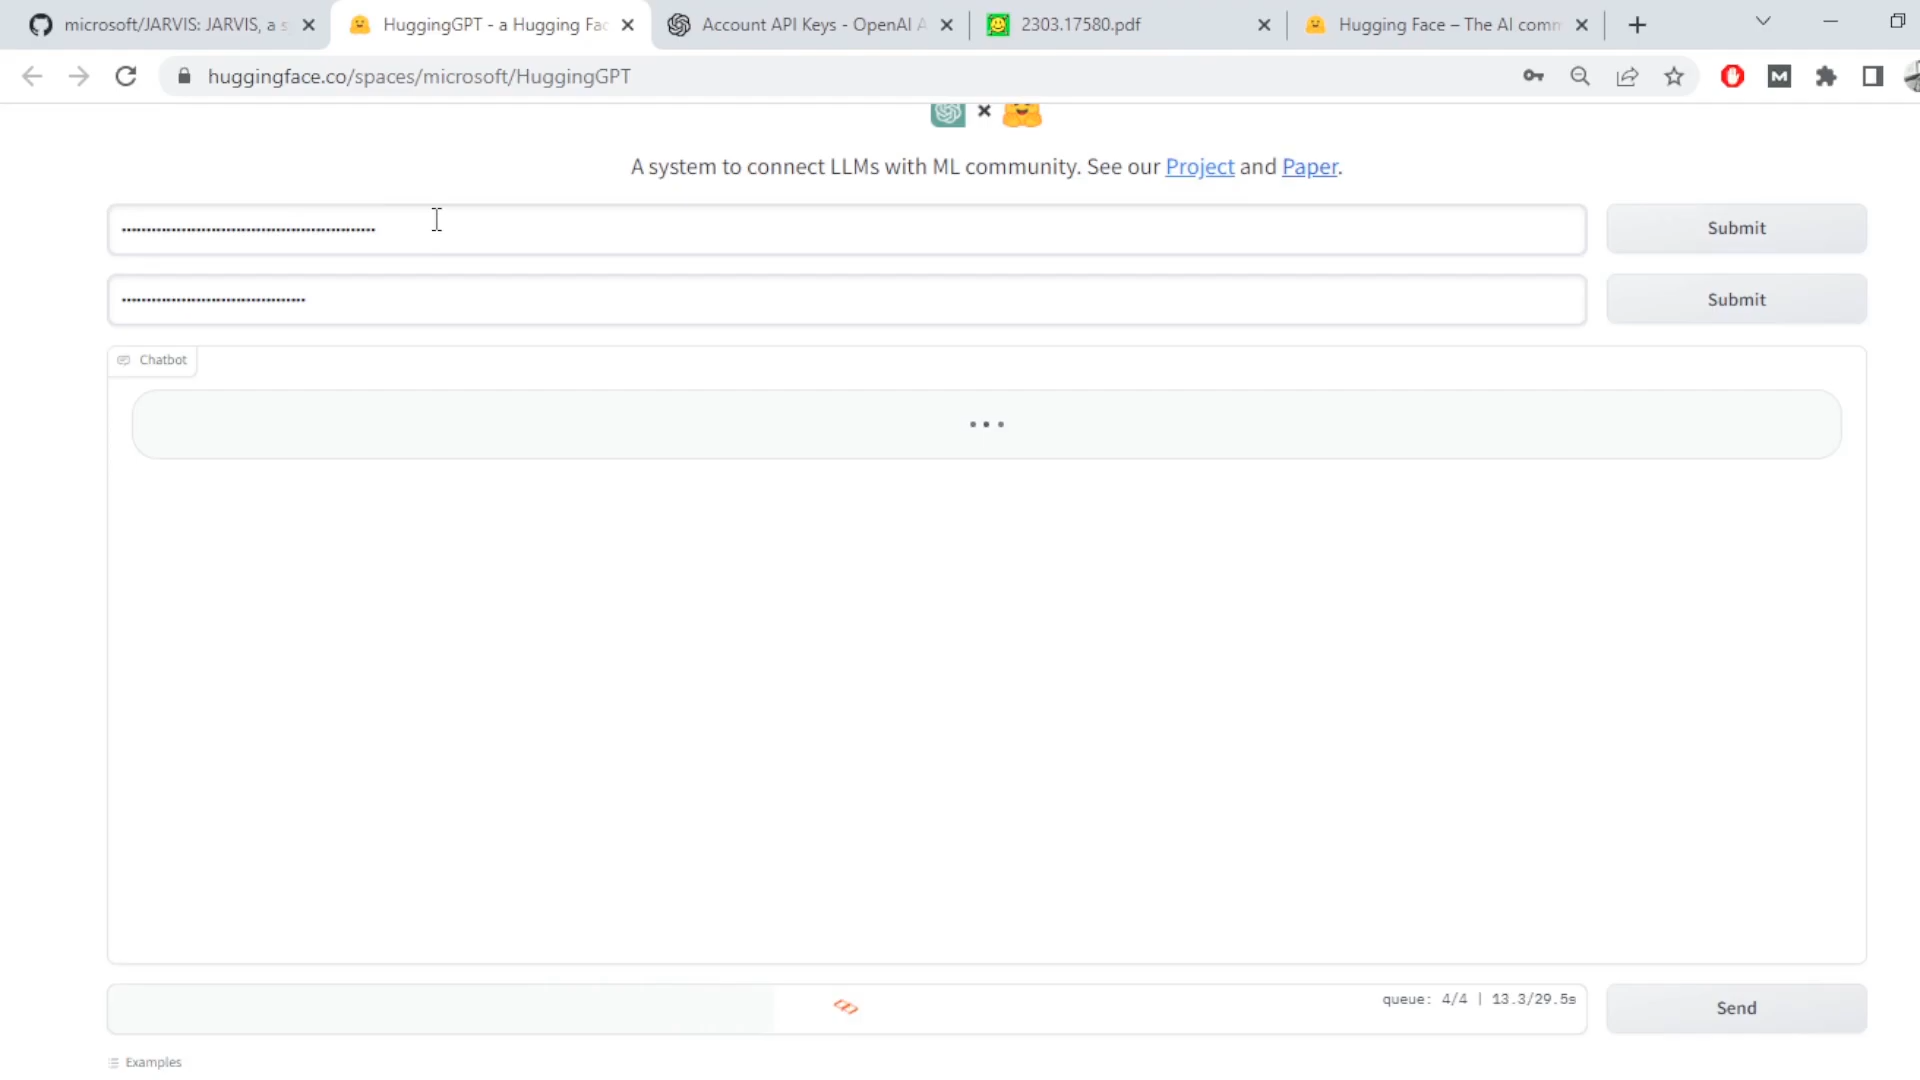 microsoft/JARVIS: JARVIS, a s
HuggingGPT - a Hugging Fac
Account API Keys - OpenAI A
2303.17580.pdf
Hugging Face – The AI comm
huggingface.co/spaces/microsoft/HuggingGPT
A system to connect LLMs with ML community. See our Project and Paper.
Submit
Submit
Chatbot
queue: 4/4 | 13.3/29.5s
Send
Examples